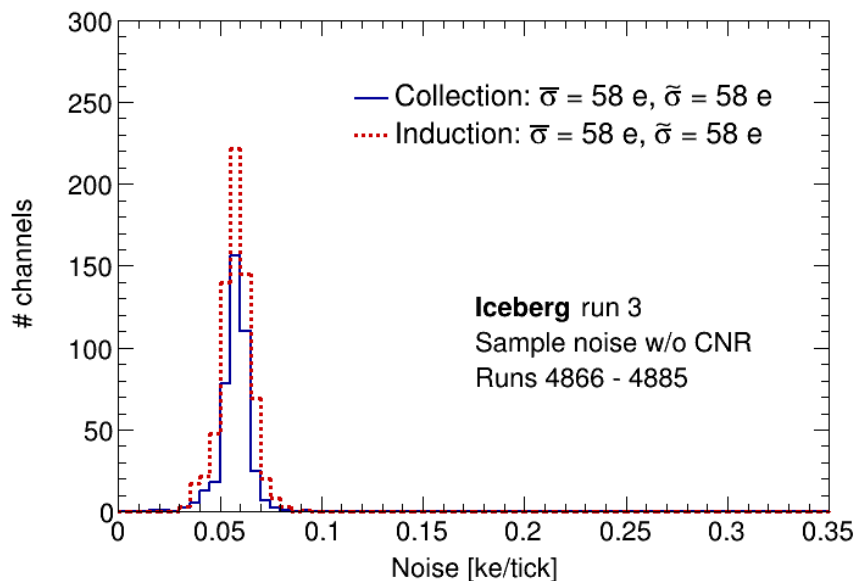 300
250
200
150
100
50
0
# channels
Collection: σ̅ = 58 e, σ̃ = 58 e
Induction: σ̅ = 58 e, σ̃ = 58 e
Iceberg run 3
Sample noise w/o CNR
Runs 4866 - 4885
0 0.05 0.1 0.15 0.2 0.25 0.3 0.35
Noise [ke/tick]